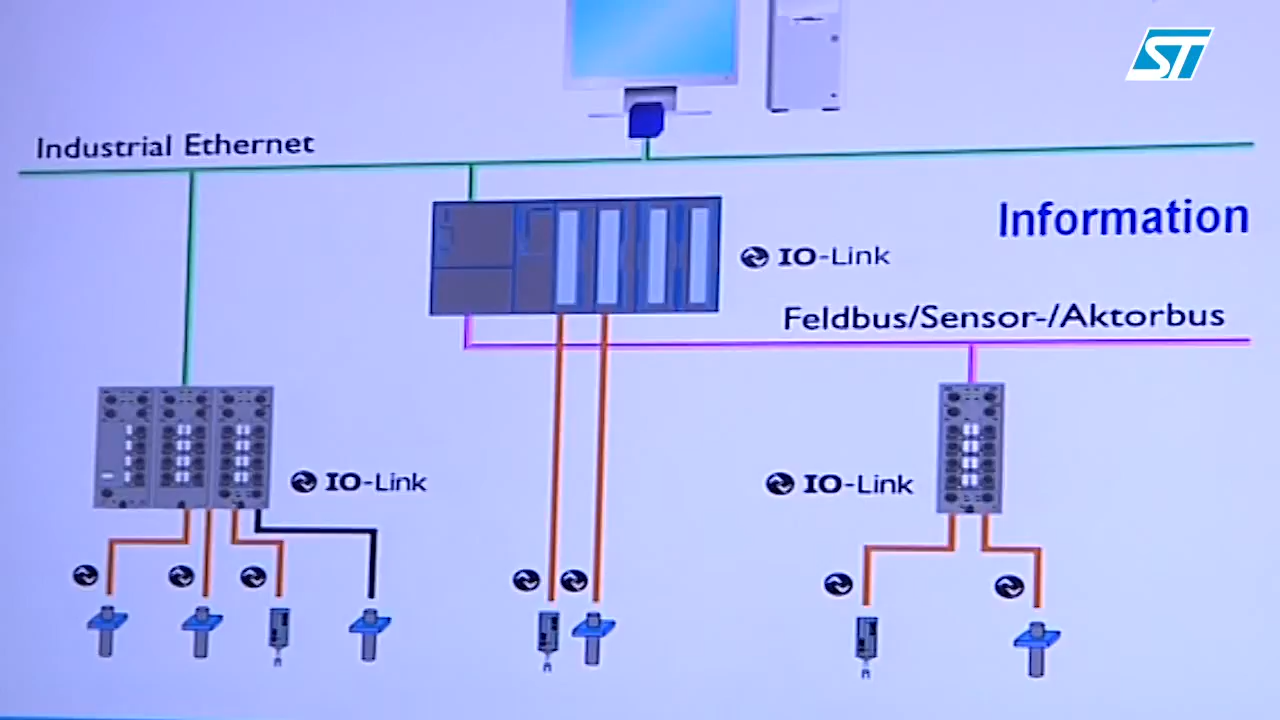 ST
Industrial Ethernet
Information
IO-Link
Feldbus/Sensor-/Aktorbus
IO-Link
IO-Link